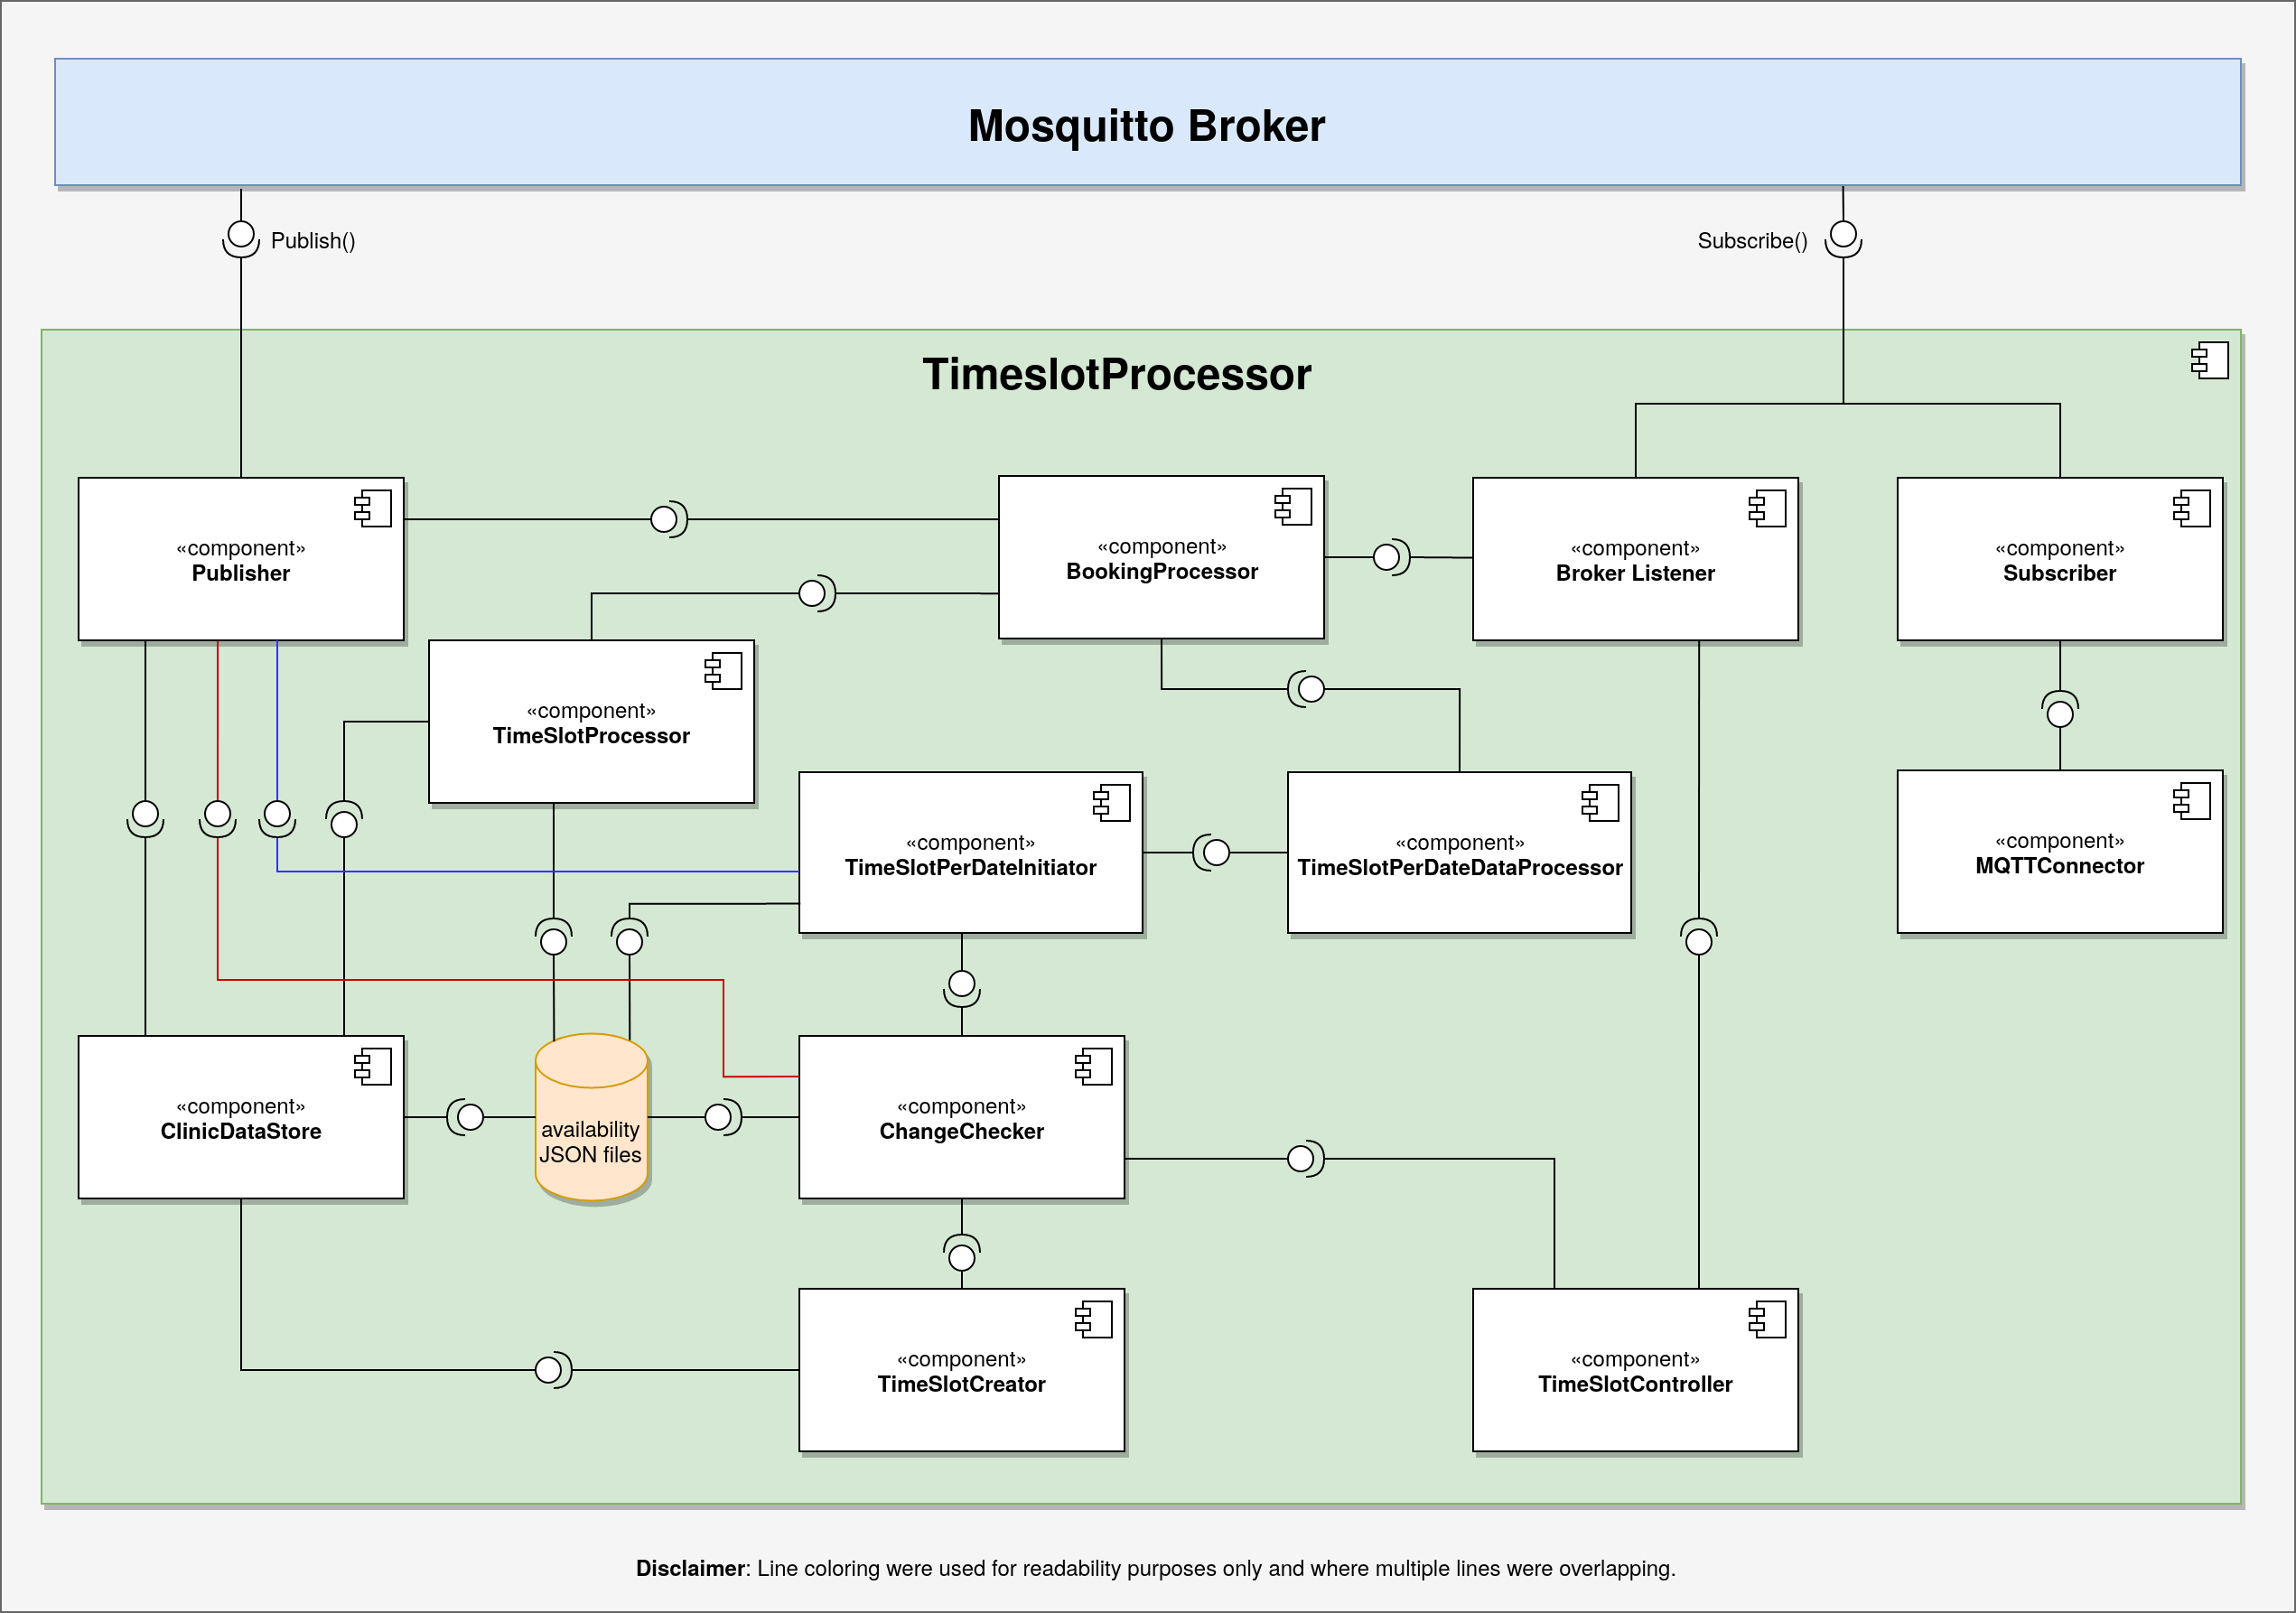 Mosquitto Broker
Publish()
Subscribe()
TimeslotProcessor
«component»
Publisher
«component»
BookingProcessor
«component»
Broker Listener
«component»
Subscriber
«component»
TimeSlotProcessor
«component»
TimeSlotPerDateInitiator
«component»
TimeSlotPerDateDataProcessor
«component»
MQTTConnector
«component»
ClinicDataStore
availability
JSON files
«component»
ChangeChecker
«component»
TimeSlotCreator
«component»
TimeSlotController
Disclaimer: Line coloring were used for readability purposes only and where multiple lines were overlapping.